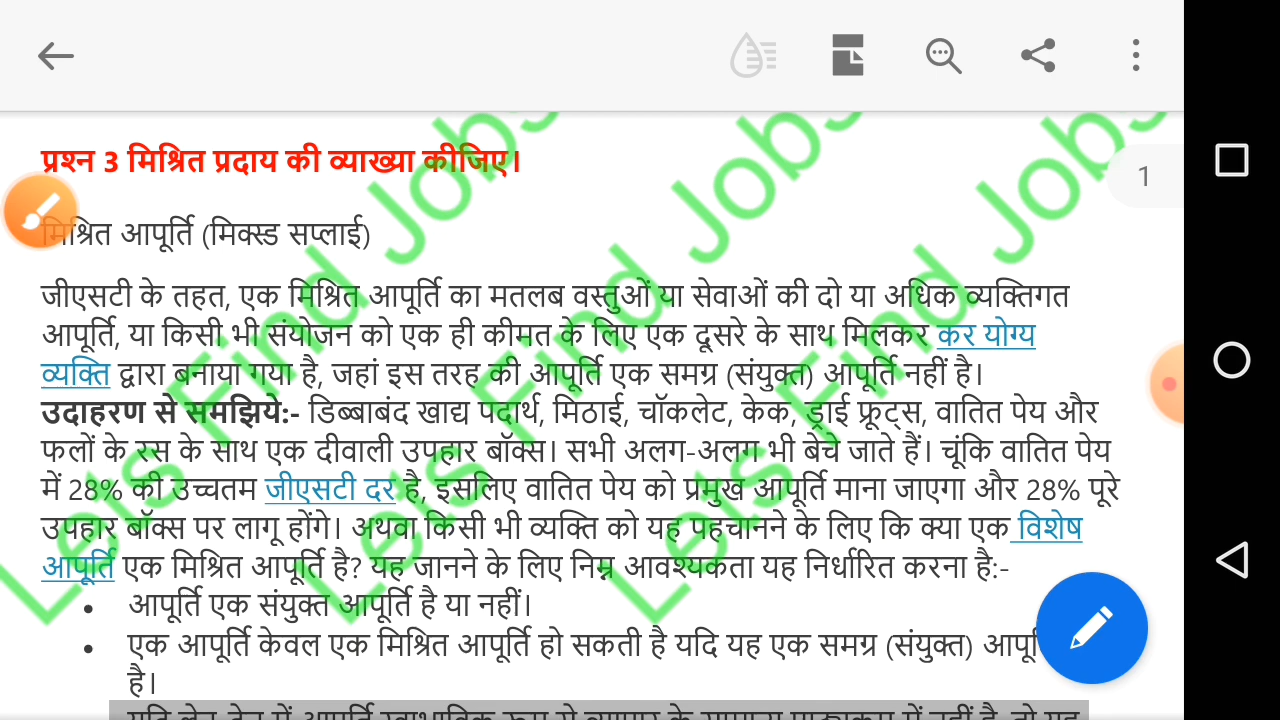 प्रश्न 3 मिश्रित प्रदाय की व्याख्या कीजिए।
1
मिश्रित आपूर्ति (मिक्स्ड सप्लाई)
जीएसटी के तहत, एक मिश्रित आपूर्ति का मतलब वस्तुओं या सेवाओं की दो या अधिक व्यक्तिगत
आपूर्ति, या किसी भी संयोजन को एक ही कीमत के लिए एक दूसरे के साथ मिलकर कर योग्य
व्यक्ति द्वारा बनाया गया है, जहां इस तरह की आपूर्ति एक समग्र (संयुक्त) आपूर्ति नहीं है।
उदाहरण से समझिये:- डिब्बाबंद खाद्य पदार्थ, मिठाई, चॉकलेट, केक, ड्राई फ्रूट्स, वातित पेय और
फलों के रस के साथ एक दीवाली उपहार बॉक्स। सभी अलग-अलग भी बेचे जाते हैं। चूंकि वातित पेय
में 28% की उच्चतम जीएसटी दर है, इसलिए वातित पेय को प्रमुख आपूर्ति माना जाएगा और 28% पूरे
उपहार बॉक्स पर लागू होंगे। अथवा किसी भी व्यक्ति को यह पहचानने के लिए कि क्या एक विशेष
आपूर्ति एक मिश्रित आपूर्ति है? यह जानने के लिए निम्न आवश्यकता यह निर्धारित करना है:-
• आपूर्ति एक संयुक्त आपूर्ति है या नहीं।
• एक आपूर्ति केवल एक मिश्रित आपूर्ति हो सकती है यदि यह एक समग्र (संयुक्त)
है।
Lets Find Jobs
Lets Find Jobs
Lets Find Jobs